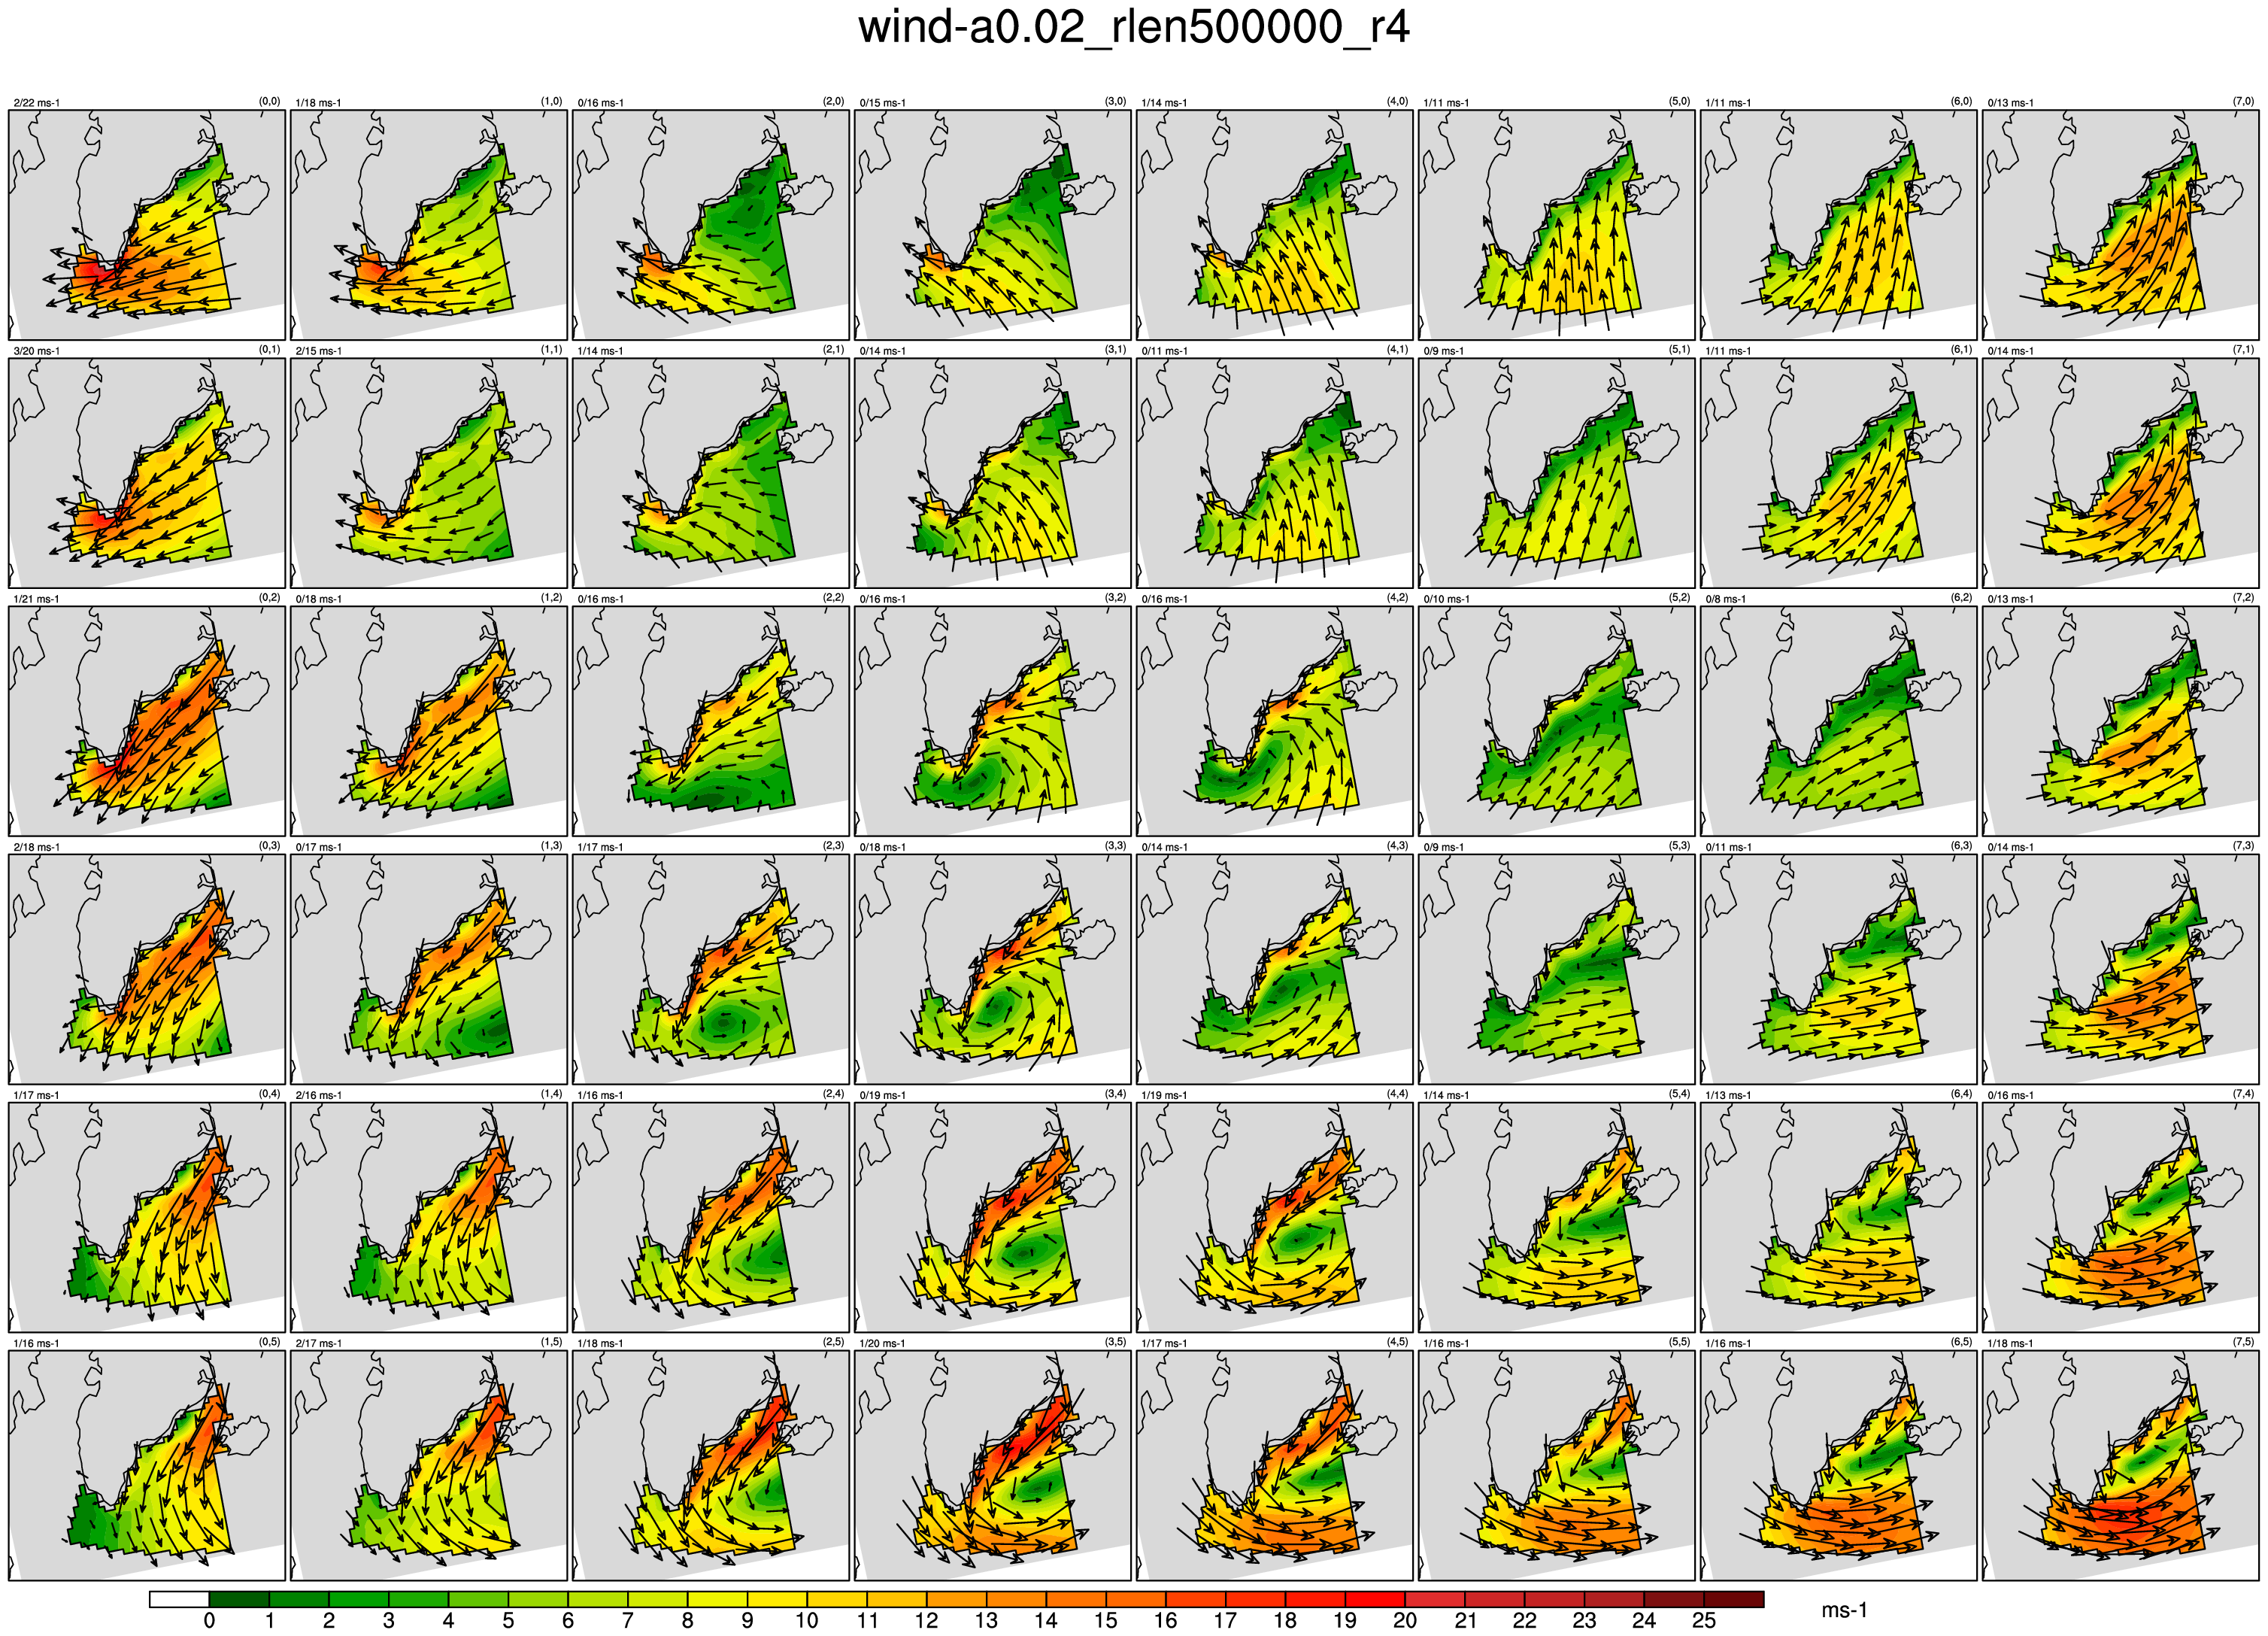 wind-a0.02_rlen500000_r4
2/22 ms-1 (0,0) 1/18 ms-1 (1,0) 0/16 ms-1 (2,0) 0/15 ms-1 (3,0) 1/14 ms-1 (4,0) 1/11 ms-1 (5,0) 1/11 ms-1 (6,0) 0/13 ms-1 (7,0)
3/20 ms-1 (0,1) 2/15 ms-1 (1,1) 1/14 ms-1 (2,1) 0/14 ms-1 (3,1) 0/11 ms-1 (4,1) 0/9 ms-1 (5,1) 1/11 ms-1 (6,1) 0/14 ms-1 (7,1)
1/21 ms-1 (0,2) 0/18 ms-1 (1,2) 0/16 ms-1 (2,2) 0/16 ms-1 (3,2) 0/16 ms-1 (4,2) 0/10 ms-1 (5,2) 0/8 ms-1 (6,2) 0/13 ms-1 (7,2)
2/18 ms-1 (0,3) 0/17 ms-1 (1,3) 1/17 ms-1 (2,3) 0/18 ms-1 (3,3) 0/14 ms-1 (4,3) 0/9 ms-1 (5,3) 0/11 ms-1 (6,3) 0/14 ms-1 (7,3)
1/17 ms-1 (0,4) 2/16 ms-1 (1,4) 1/16 ms-1 (2,4) 0/19 ms-1 (3,4) 1/19 ms-1 (4,4) 1/14 ms-1 (5,4) 1/13 ms-1 (6,4) 0/16 ms-1 (7,4)
1/16 ms-1 (0,5) 2/17 ms-1 (1,5) 1/18 ms-1 (2,5) 1/20 ms-1 (3,5) 1/17 ms-1 (4,5) 1/16 ms-1 (5,5) 1/16 ms-1 (6,5) 1/18 ms-1 (7,5)
0 1 2 3 4 5 6 7 8 9 10 11 12 13 14 15 16 17 18 19 20 21 22 23 24 25 ms-1